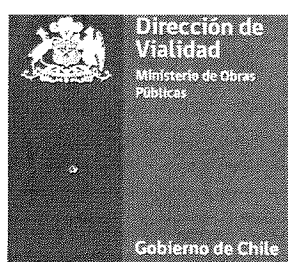 Dirección de
Vialidad
Ministerio de Obras
Públicas
Gobierno de Chile